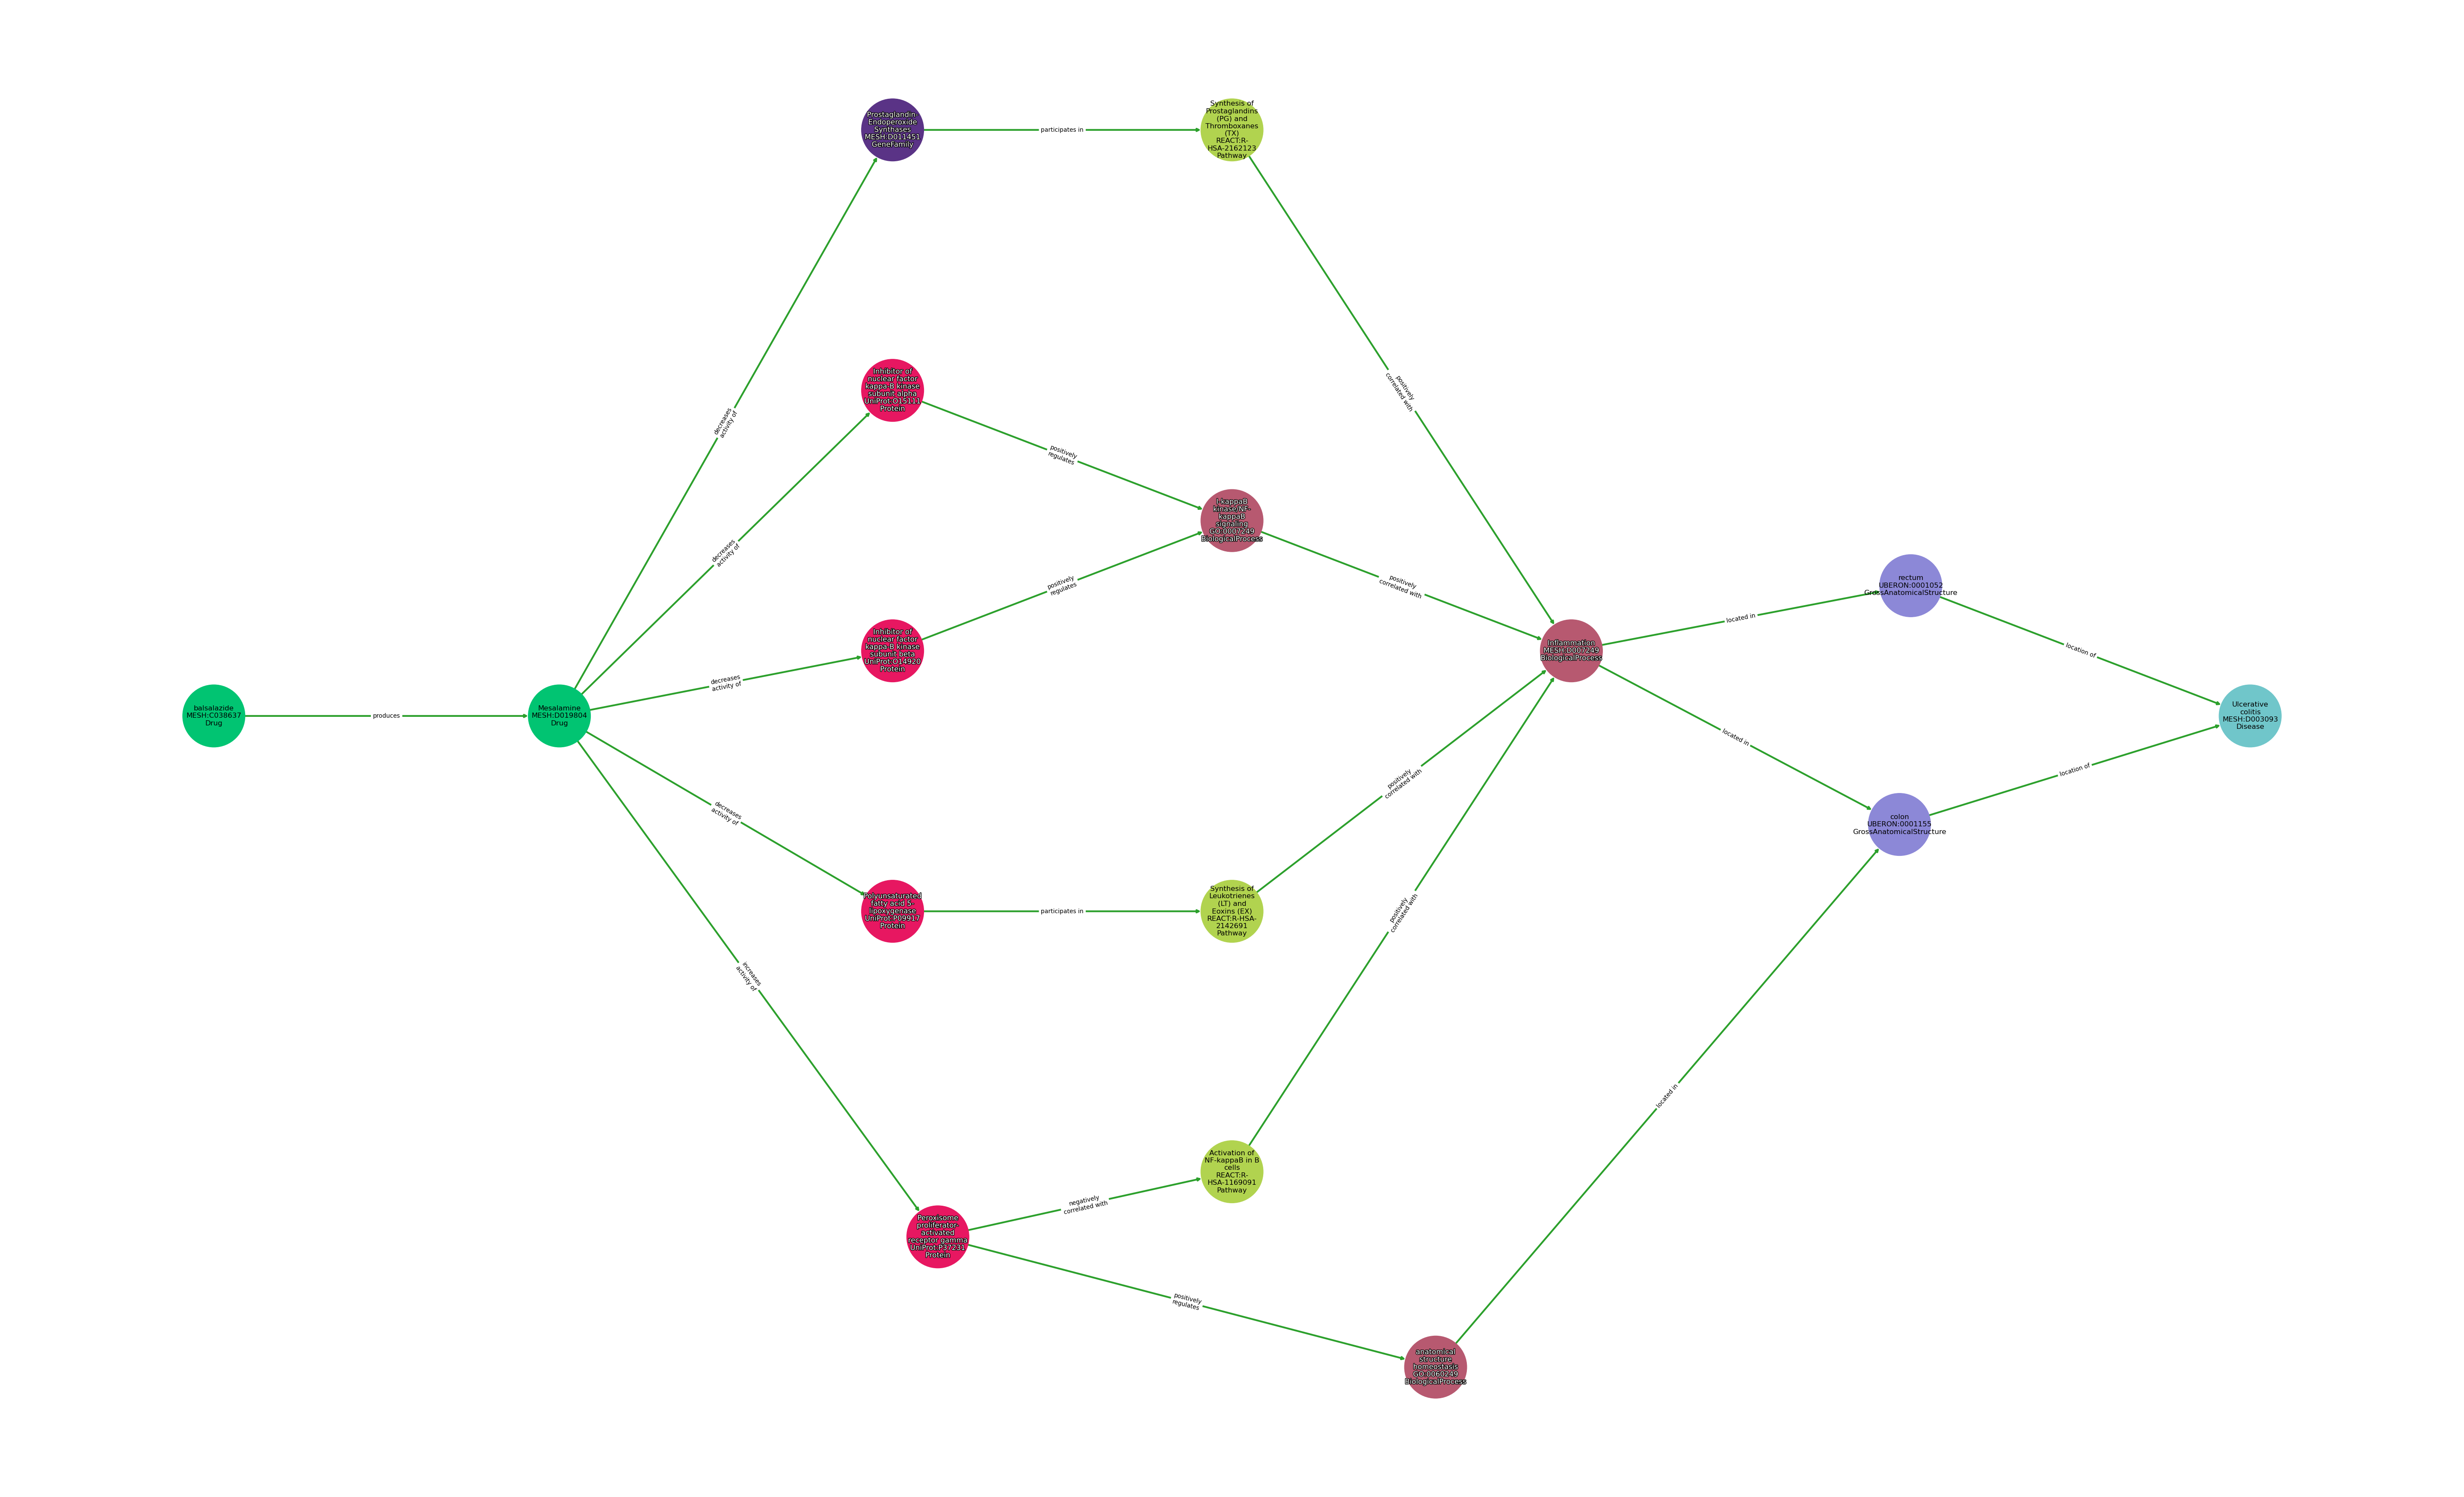 balsalazide
MESH:C038637
Drug
produces
Mesalamine
MESH:D019804
Drug
decreases
activity of
decreases
activity of
decreases
activity of
decreases
activity of
increases
activity of
Prostaglandin-
Endoperoxide
Synthases
MESH:D011451
GeneFamily
participates in
Synthesis of
Prostaglandins
(PG) and
Thromboxanes
(TX)
REACT:R-
HSA-2162123
Pathway
positively
correlated with
Inhibitor of
nuclear factor
kappa-B kinase
subunit alpha
UniProt:O15111
Protein
positively
regulates
Inhibitor of
nuclear factor
kappa-B kinase
subunit beta
UniProt:O14920
Protein
positively
regulates
I-kappaB
kinase/NF-
kappaB
signaling
GO:0007249
BiologicalProcess
positively
correlated with
Polyunsaturated
fatty acid 5-
lipoxygenase
UniProt:P09917
Protein
participates in
Synthesis of
Leukotrienes
(LT) and
Eoxins (EX)
REACT:R-HSA-
2142691
Pathway
positively
correlated with
Peroxisome
proliferator-
activated
receptor gamma
UniProt:P37231
Protein
negatively
correlated with
positively
regulates
Activation of
NF-kappaB in B
cells
REACT:R-
HSA-1169091
Pathway
positively
correlated with
anatomical
structure
homeostasis
GO:0060249
BiologicalProcess
located in
Inflammation
MESH:D007249
BiologicalProcess
located in
located in
rectum
UBERON:0001052
GrossAnatomicalStructure
location of
colon
UBERON:0001155
GrossAnatomicalStructure
location of
Ulcerative
colitis
MESH:D003093
Disease